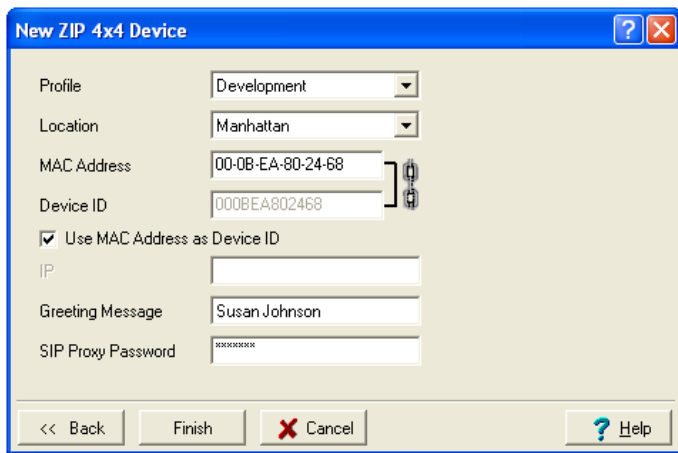 New ZIP 4x4 Device
Profile Development
Location Manhattan
MAC Address 00-0B-EA-80-24-68
Device ID 000BEA802468
Use MAC Address as Device ID
IP
Greeting Message Susan Johnson
SIP Proxy Password *******
<< Back Finish Cancel ? Help